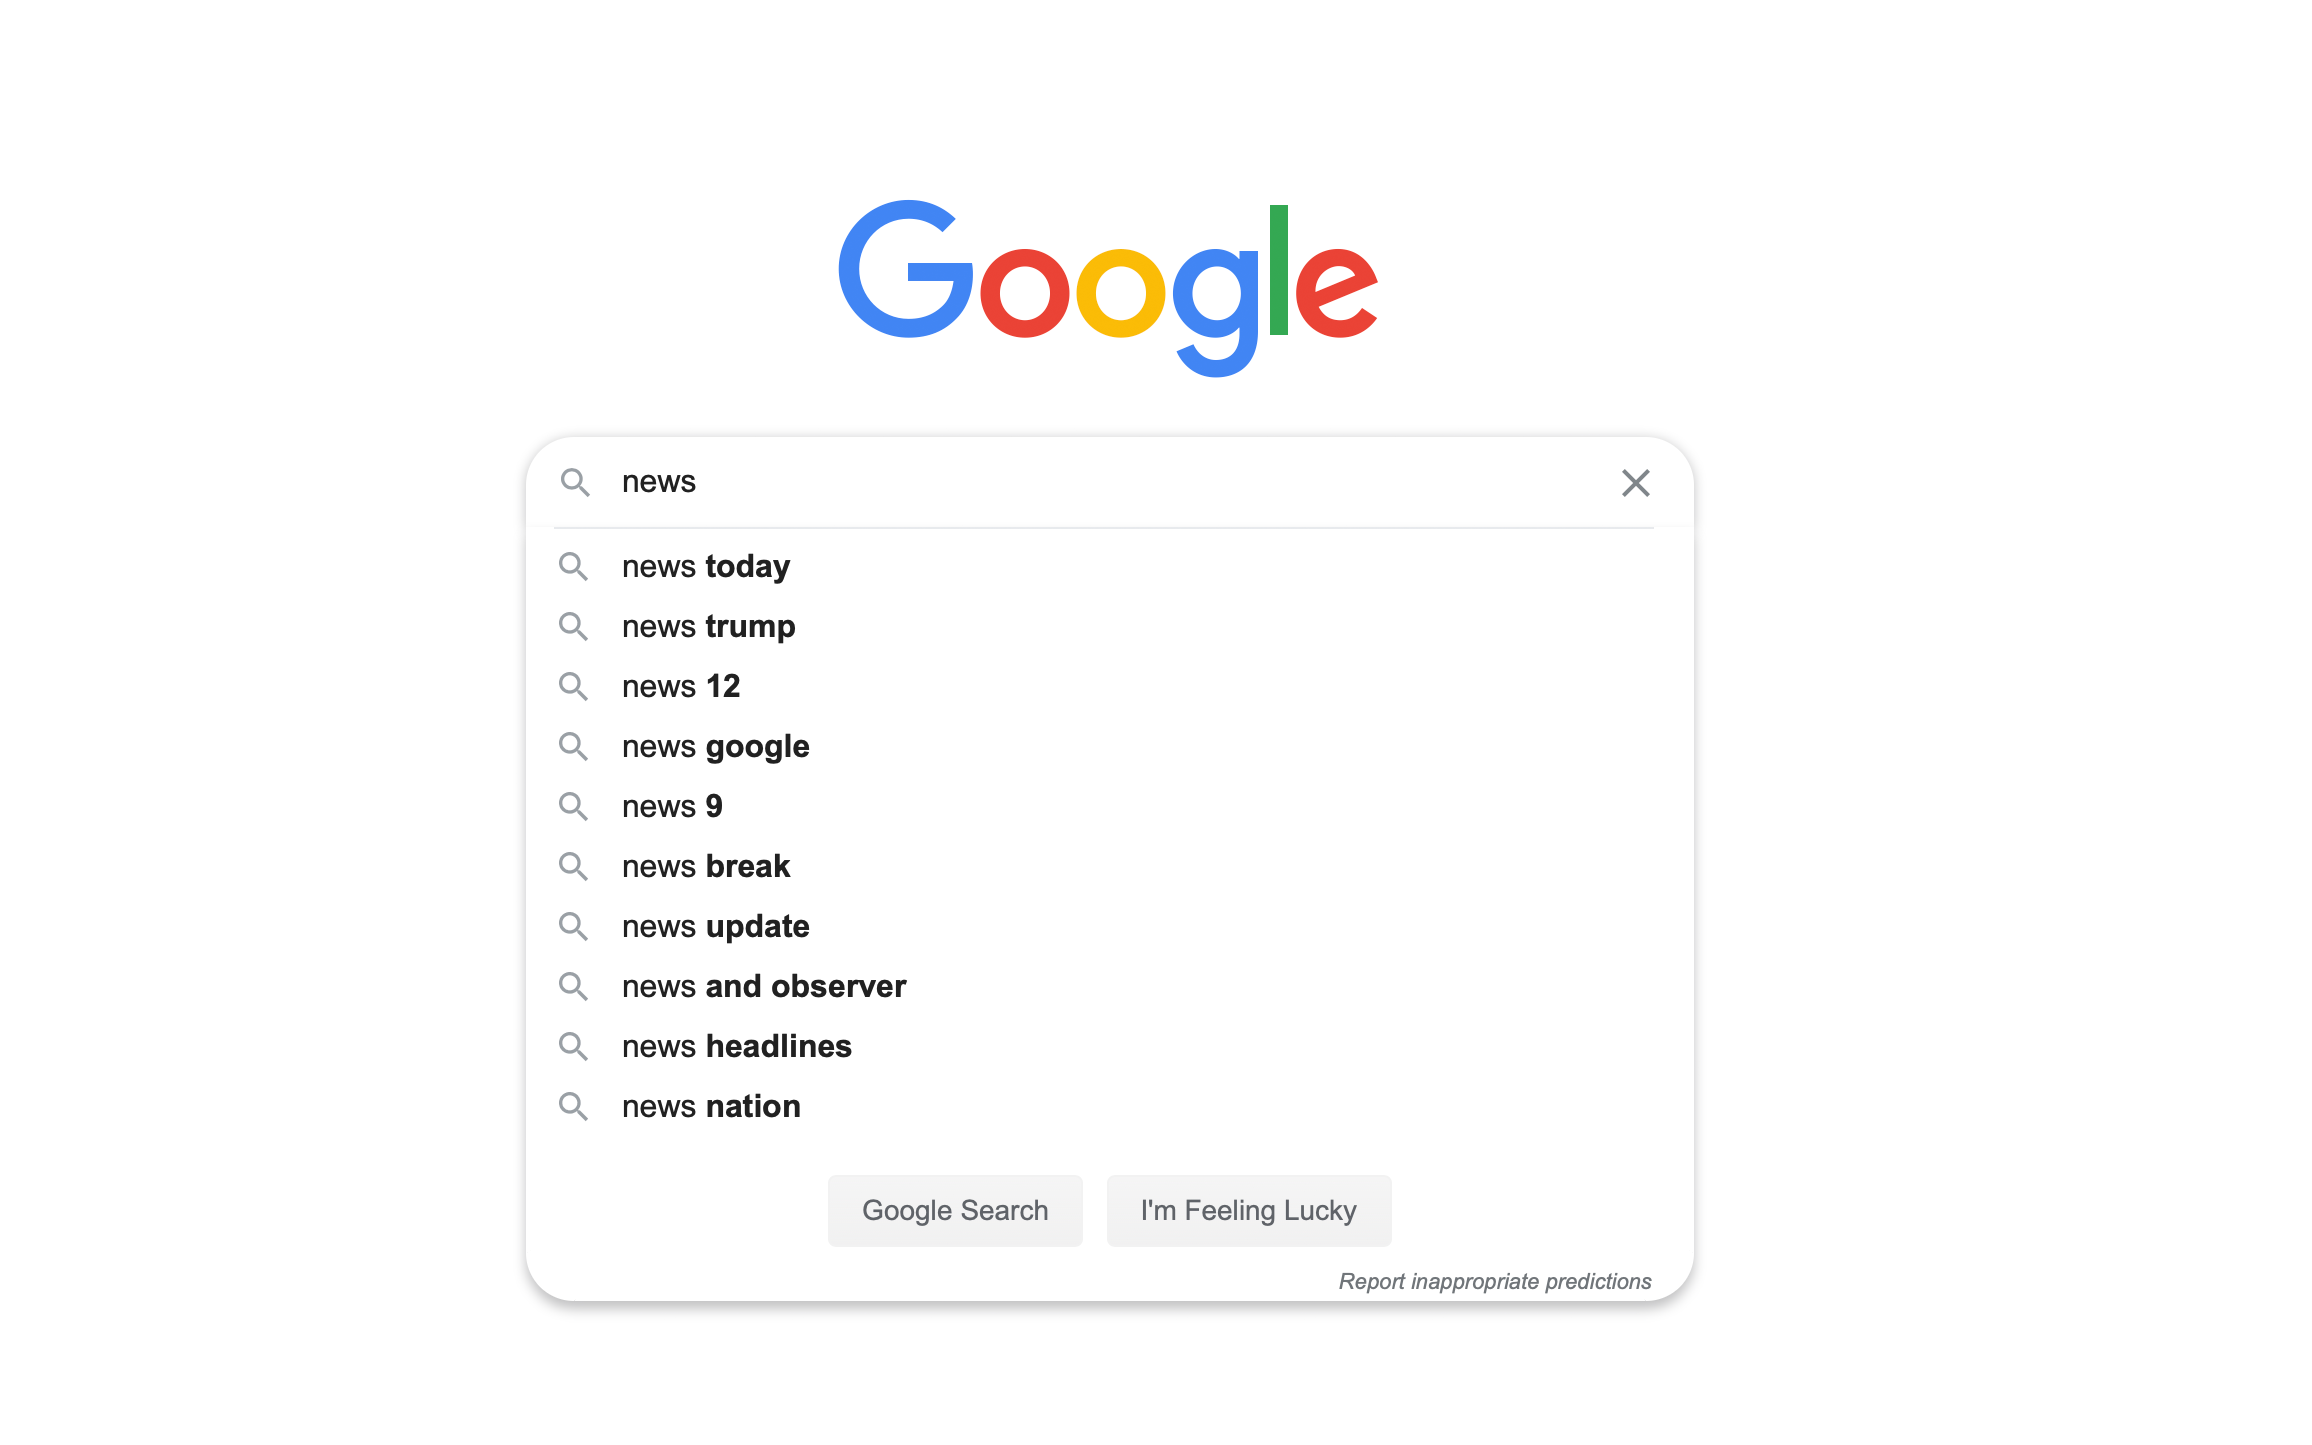 Google
news
news today
news trump
news 12
news google
news 9
news break
news update
news and observer
news headlines
news nation
Google Search
I'm Feeling Lucky
Report inappropriate predictions